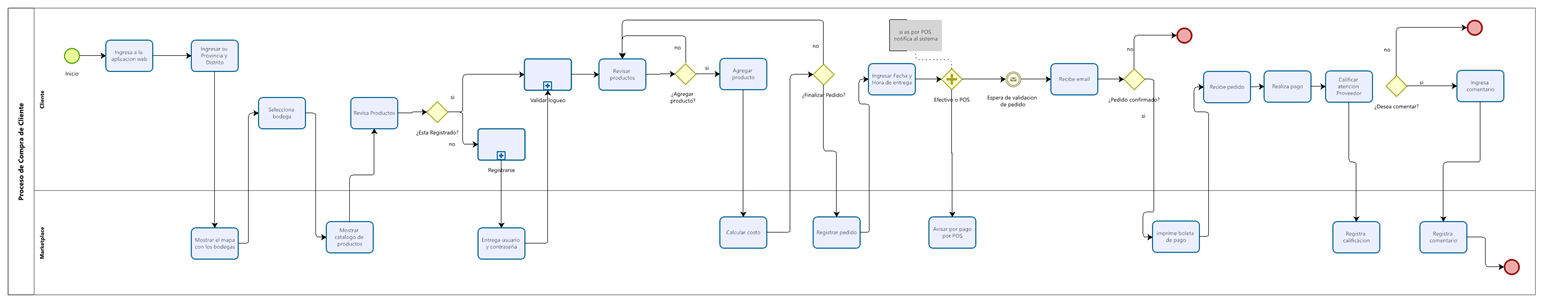 Proceso de Compra de Cliente
Cliente
Inicio
Ingresa a la
aplicacion web
Ingresar su
Provincia y
Distrito
Selecciona
bodega
Revisa Productos
¿Esta Registrado?
si
no
Validar logueo
Registrarse
Revisar
productos
no
¿Agregar
producto?
si
Agregar
producto
no
¿Finalizar Pedido?
si es por POS
notifica al sistema
Ingresar Fecha y
Hora de entrega
Efectivo o POS
Espera de validacion
de pedido
Recibe email
no
¿Pedido confirmado?
si
Recibe pedido
Realiza pago
Calificar
atencion
Proveedor
no
¿Desea comentar?
si
Ingresa
comentario
Marketplace
Mostrar el mapa
con los bodegas
Mostrar
catalogo de
productos
Entrega usuario
y contraseña
Calcular costo
Registrar pedido
Avisar por pago
por POS
imprime boleta
de pago
Registra
calificacion
Registra
comentario